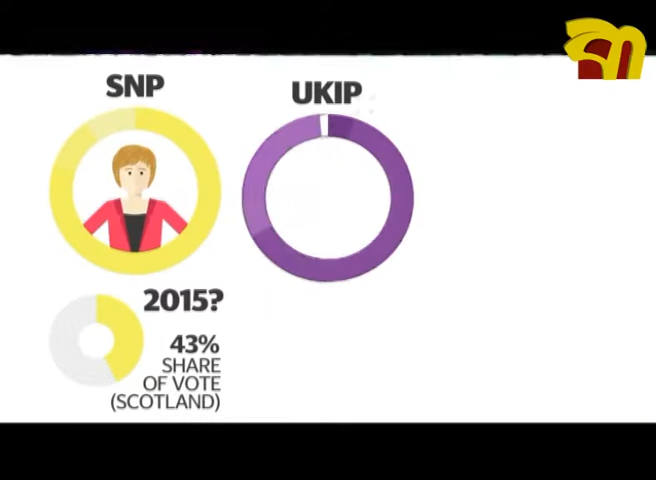 SNP
UKIP
2015?
43%
SHARE
OF VOTE
(SCOTLAND)